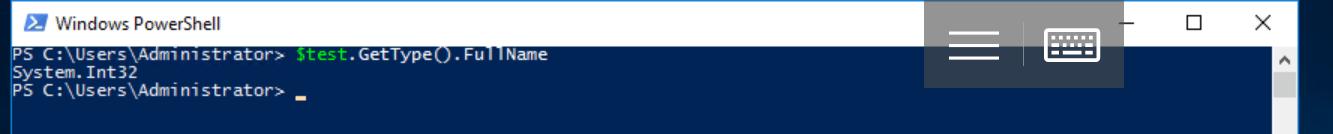 Windows PowerShell
PS C:\Users\Administrator> $test.GetType().FullName
System.Int32
PS C:\Users\Administrator>